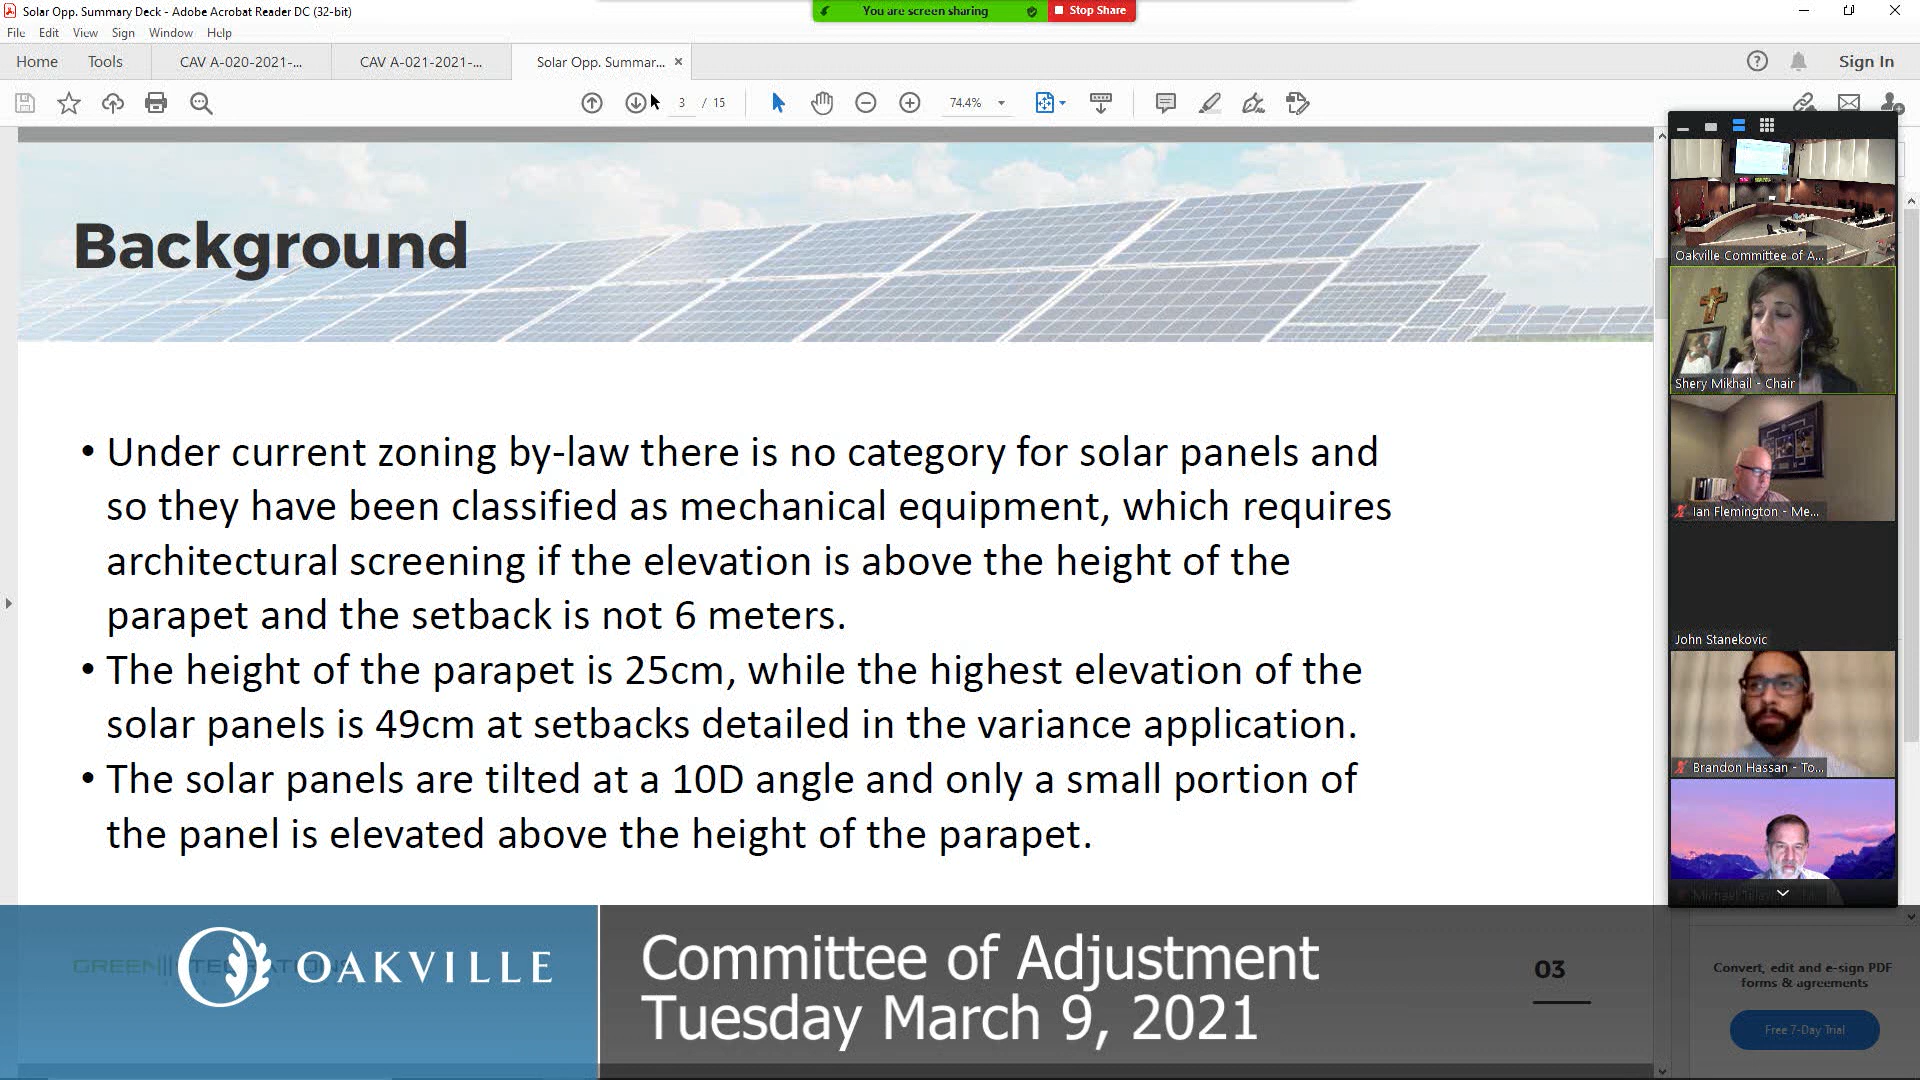 Solar Opp. Summary Deck - Adobe Acrobat Reader DC (32-bit)
You are screen sharing
Stop Share
File Edit View Sign Window Help
Home Tools CAV A-020-2021-... CAV A-021-2021-... Solar Opp. Summar... Sign In
3 / 15 74.4%
Background
• Under current zoning by-law there is no category for solar panels and
so they have been classified as mechanical equipment, which requires
architectural screening if the elevation is above the height of the
parapet and the setback is not 6 meters.
• The height of the parapet is 25cm, while the highest elevation of the
solar panels is 49cm at setbacks detailed in the variance application.
• The solar panels are tilted at a 10D angle and only a small portion of
the panel is elevated above the height of the parapet.
Oakville Committee of A...
Shery Mikhail - Chair
Ian Flemington - Me...
John Stanekovic
Brandon Hassan - To...
OAKVILLE
Committee of Adjustment
Tuesday March 9, 2021
03
Convert, edit and e-sign PDF
forms & agreements
Free 7-Day Trial